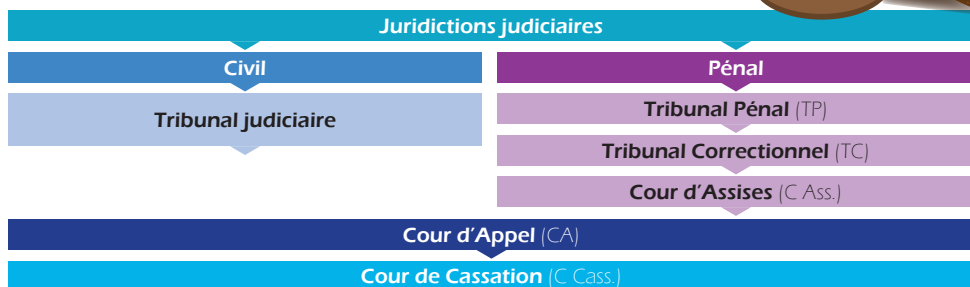 Juridictions judiciaires
Civil
Pénal
Tribunal judiciaire
Tribunal Pénal (TP)
Tribunal Correctionnel (TC)
Cour d'Assises (C Ass.)
Cour d'Appel (CA)
Cour de Cassation (C Cass.)